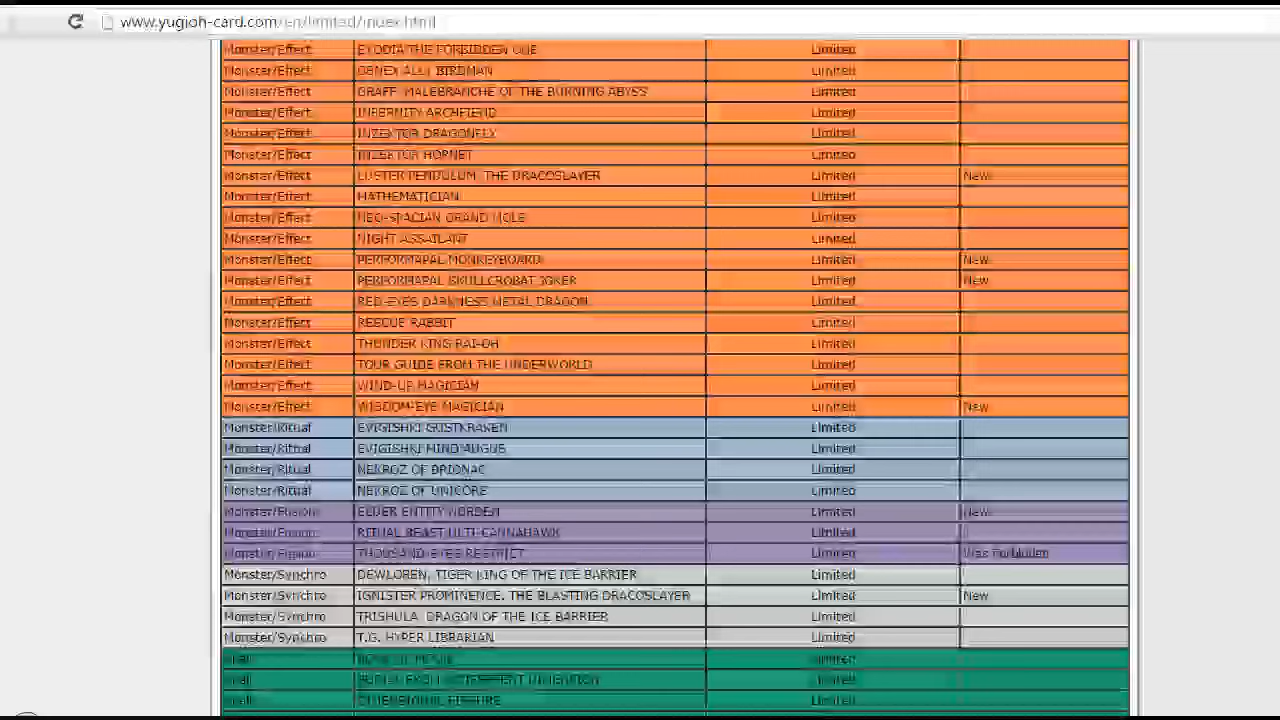 www.yugioh-card.com/en/limited/index.html
Monster/Effect EXODIA THE FORBIDDEN ONE Limited
Monster/Effect GENEX ALLY BIRDMAN Limited
Monster/Effect GRAFF, MALEBRANCHE OF THE BURNING ABYSS Limited
Monster/Effect INFERNITY ARCHFIEND Limited
Monster/Effect INZEKTOR DRAGONFLY Limited
Monster/Effect INZEKTOR HORNET Limited
Monster/Effect LUSTER PENDULUM, THE DRACOSLAYER Limited New
Monster/Effect MATHEMATICIAN Limited
Monster/Effect NEO-SPACIAN GRAND MOLE Limited
Monster/Effect NIGHT ASSAILANT Limited
Monster/Effect PERFORMAPAL MONKEYBOARD Limited New
Monster/Effect PERFORMAPAL SKULLCROBAT JOKER Limited New
Monster/Effect RED-EYES DARKNESS METAL DRAGON Limited
Monster/Effect RESCUE RABBIT Limited
Monster/Effect THUNDER KING RAI-OH Limited
Monster/Effect TOUR GUIDE FROM THE UNDERWORLD Limited
Monster/Effect WIND-UP MAGICIAN Limited
Monster/Effect WISDOM-EYE MAGICIAN Limited New
Monster/Ritual EVIGISHKI GUSTKRAKEN Limited
Monster/Ritual EVIGISHKI MIND AUGUS Limited
Monster/Ritual NEKROZ OF BRIONAC Limited
Monster/Ritual NEKROZ OF UNICORE Limited
Monster/Fusion ELDER ENTITY NORDEN Limited New
Monster/Fusion RITUAL BEAST ULTI-CANNAHAWK Limited
Monster/Fusion THOUSAND-EYES RESTRICT Limited Was Forbidden
Monster/Synchro DEWLOREN, TIGER KING OF THE ICE BARRIER Limited
Monster/Synchro IGNISTER PROMINENCE, THE BLASTING DRACOSLAYER Limited New
Monster/Synchro TRISHULA, DRAGON OF THE ICE BARRIER Limited
Monster/Synchro T.G. HYPER LIBRARIAN Limited
Limited
Spell DIMENSION Limited
Spell DIMENSIONAL FISSURE Limited